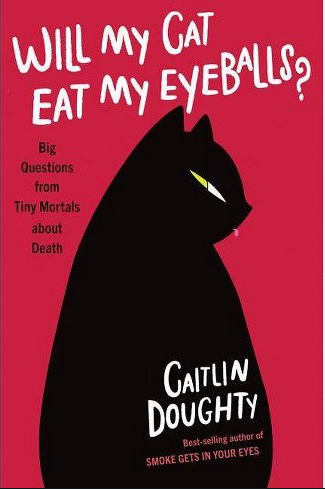 WILL MY CAT
EAT MY EYEBALLS?
Big
Questions
from
Tiny Mortals
about
Death
CAITLIN
DOUGHTY
Best-selling author of
SMOKE GETS IN YOUR EYES